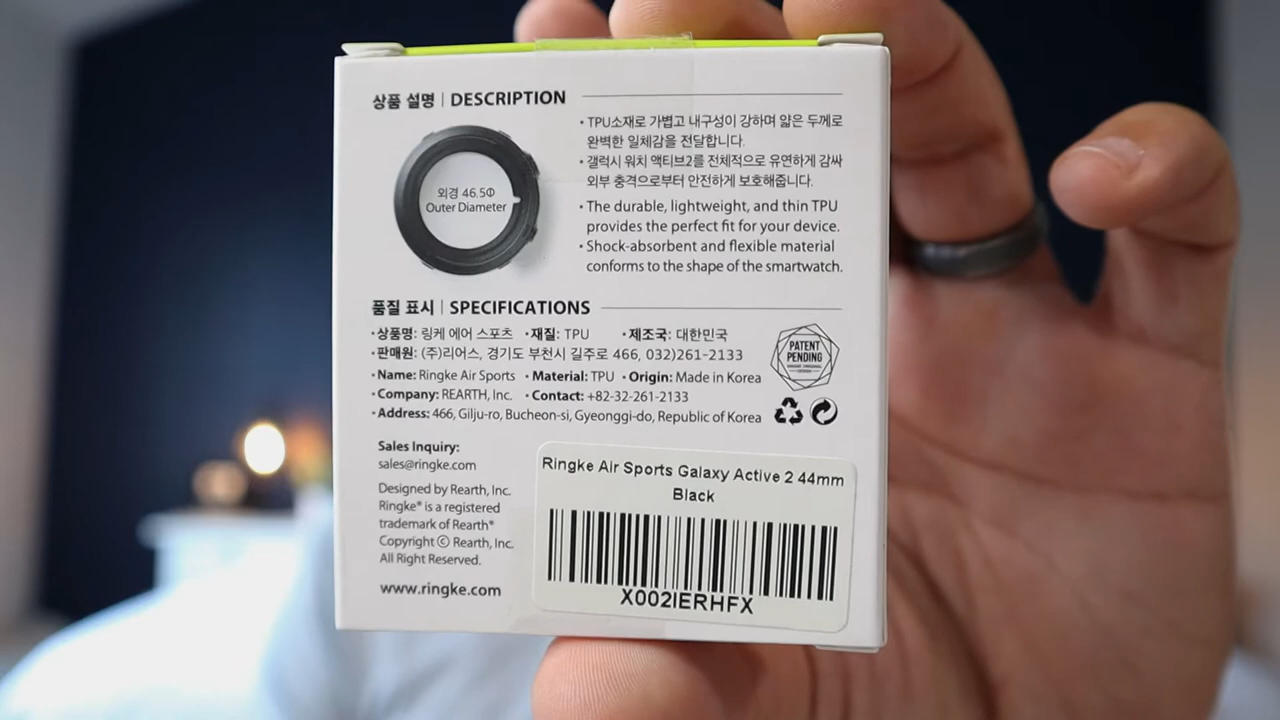 상품 설명 | DESCRIPTION
외경 46.5Φ
Outer Diameter
• TPU소재로 가볍고 내구성이 강하며 얇은 두께로
완벽한 일체감을 전달합니다.
• 갤럭시 워치 액티브2를 전체적으로 유연하게 감싸
외부 충격으로부터 안전하게 보호해줍니다.
• The durable, lightweight, and thin TPU
provides the perfect fit for your device.
• Shock-absorbent and flexible material
conforms to the shape of the smartwatch.
품질 표시 | SPECIFICATIONS
• 상품명: 링케 에어 스포츠 • 재질: TPU • 제조국: 대한민국
• 판매원: (주)리어스, 경기도 부천시 길주로 466, 032)261-2133
• Name: Ringke Air Sports • Material: TPU • Origin: Made in Korea
• Company: REARTH, Inc. • Contact: +82-32-261-2133
• Address: 466, Gilju-ro, Bucheon-si, Gyeonggi-do, Republic of Korea
PATENT
PENDING
Sales Inquiry:
sales@ringke.com
Designed by Rearth, Inc.
Ringke® is a registered
trademark of Rearth®
Copyright ⓒ Rearth, Inc.
All Right Reserved.
www.ringke.com
Ringke Air Sports Galaxy Active 2 44mm
Black
X002IERHFX